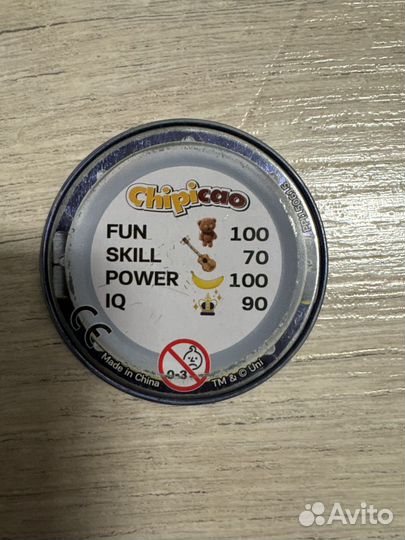 Chipicao
FUN 100
SKILL 70
POWER 100
IQ 90
CE
0-3
Made in China
TM & © Uni
Avito